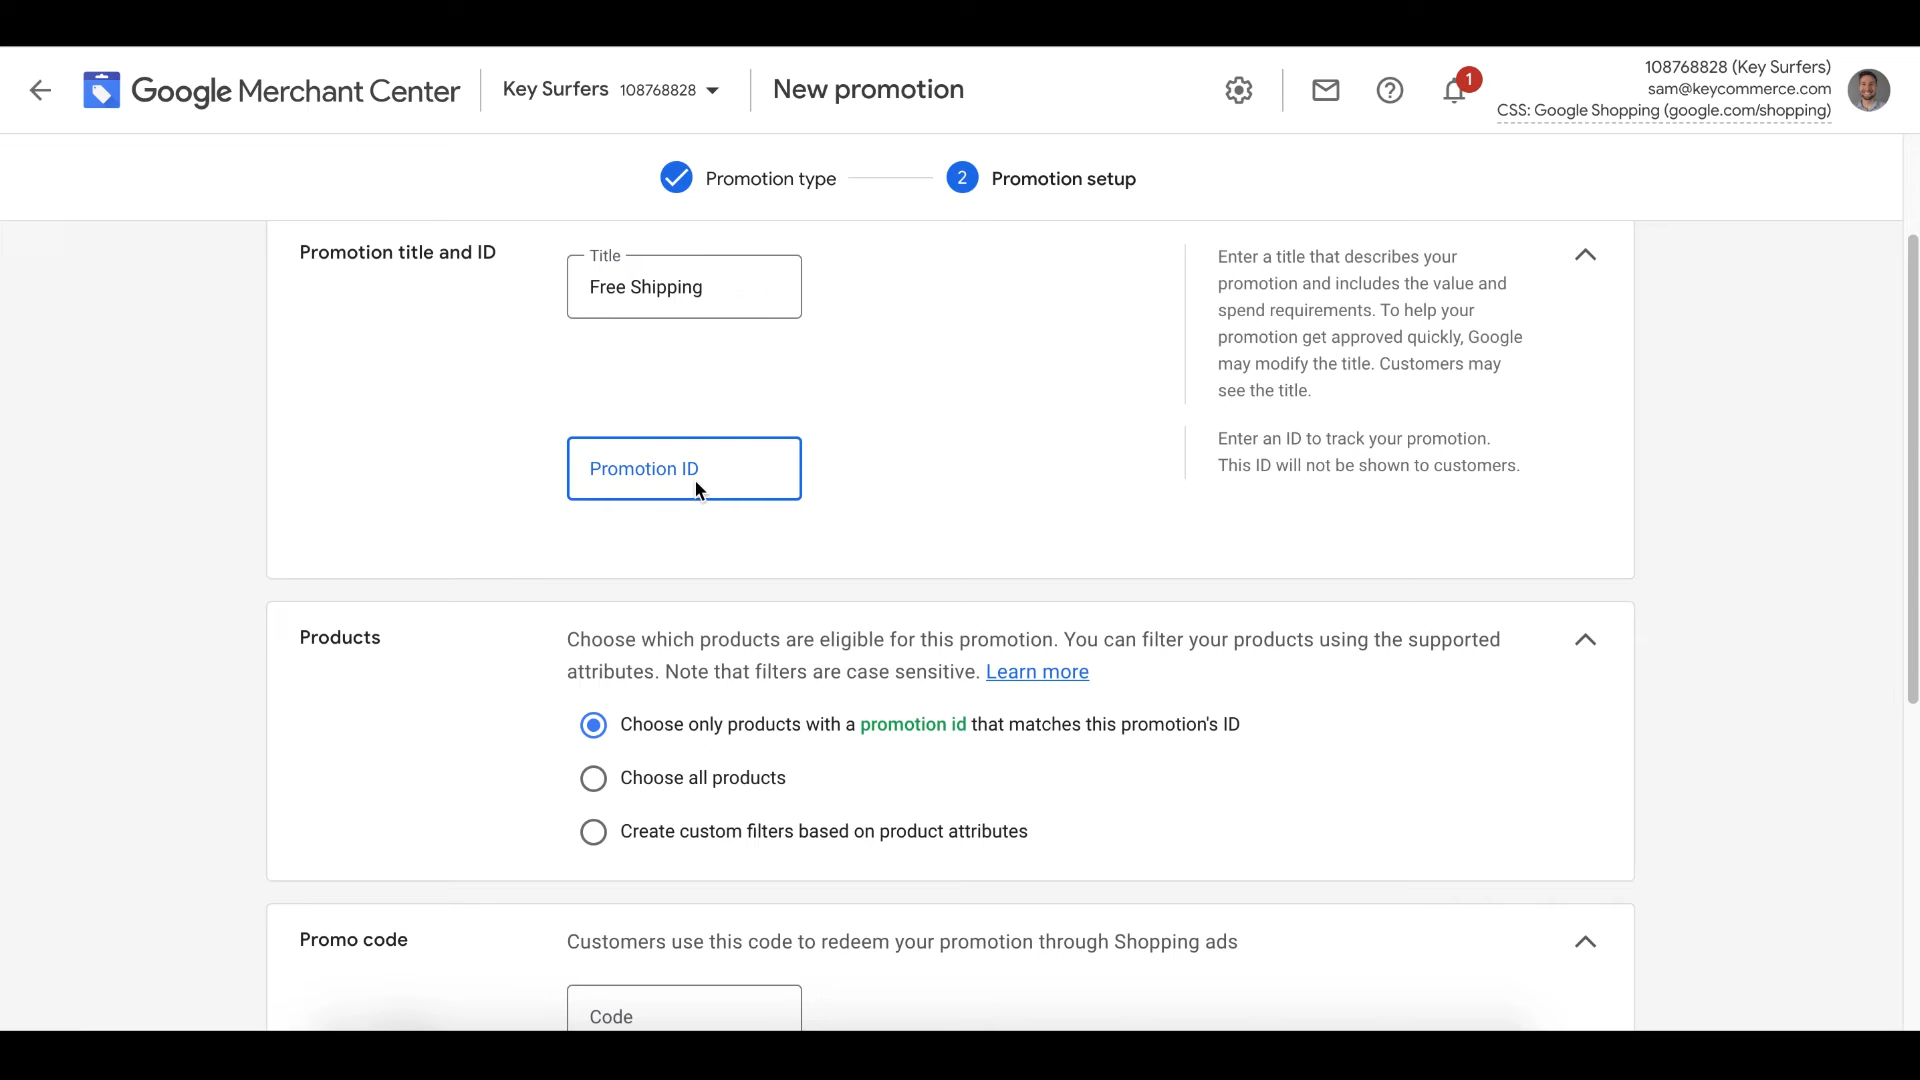 Google Merchant Center
Key Surfers 108768828
New promotion
1
108768828 (Key Surfers)
sam@keycommerce.com
CSS: Google Shopping (google.com/shopping)
Promotion type
2
Promotion setup
Promotion title and ID
Title
Free Shipping
Enter a title that describes your
promotion and includes the value and
spend requirements. To help your
promotion get approved quickly, Google
may modify the title. Customers may
see the title.
Promotion ID
Enter an ID to track your promotion.
This ID will not be shown to customers.
Products
Choose which products are eligible for this promotion. You can filter your products using the supported
attributes. Note that filters are case sensitive. Learn more
Choose only products with a promotion id that matches this promotion's ID
Choose all products
Create custom filters based on product attributes
Promo code
Customers use this code to redeem your promotion through Shopping ads
Code